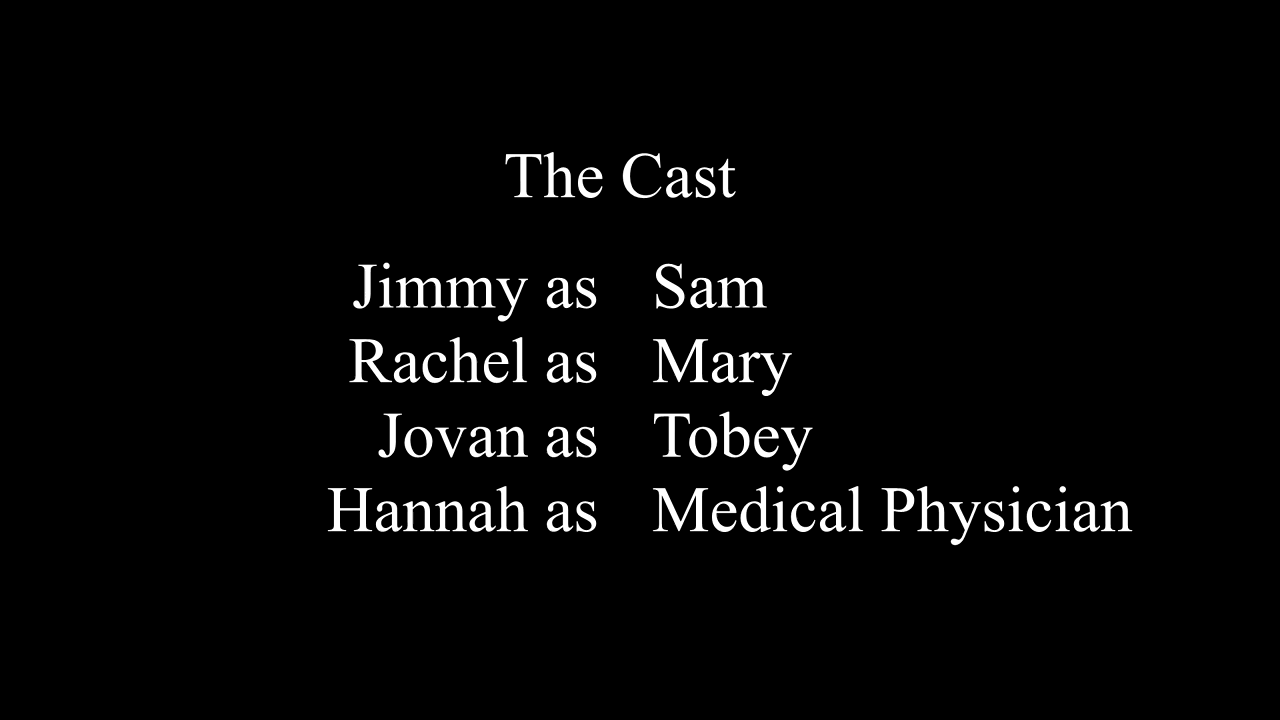 The Cast
Jimmy as Sam
Rachel as Mary
Jovan as Tobey
Hannah as Medical Physician